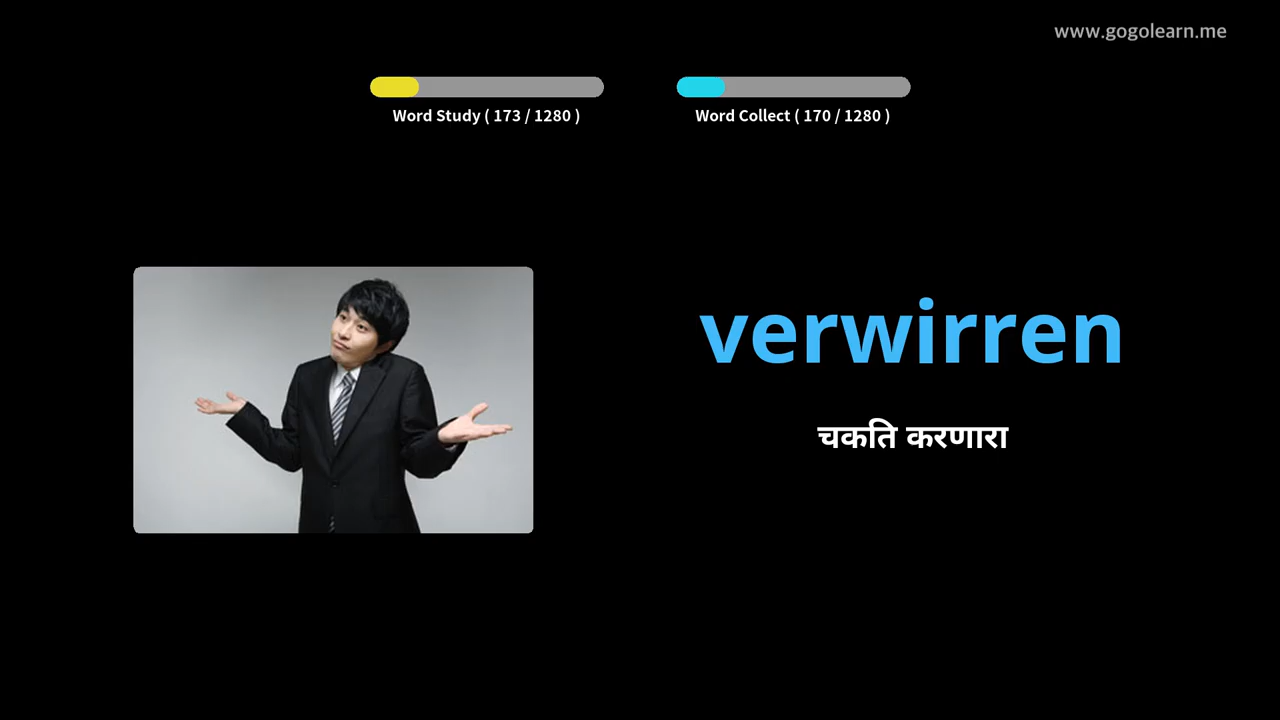 www.gogolearn.me
Word Study ( 173 / 1280 )
Word Collect ( 170 / 1280 )
verwirren
चकति करणारा